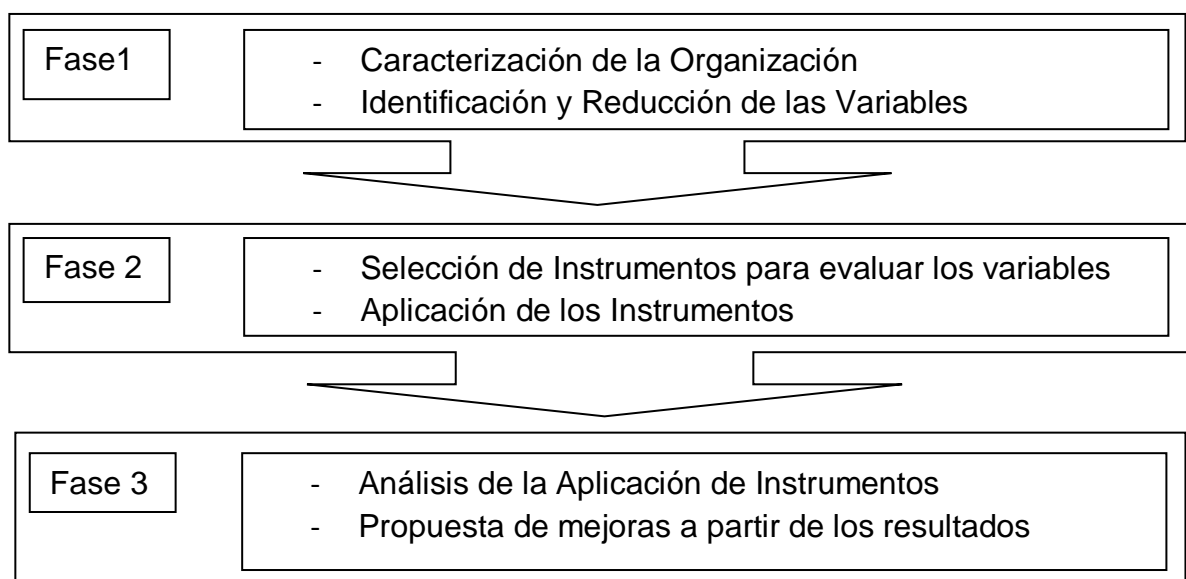 Fase1
- Caracterización de la Organización
- Identificación y Reducción de las Variables
Fase 2
- Selección de Instrumentos para evaluar los variables
- Aplicación de los Instrumentos
Fase 3
- Análisis de la Aplicación de Instrumentos
- Propuesta de mejoras a partir de los resultados